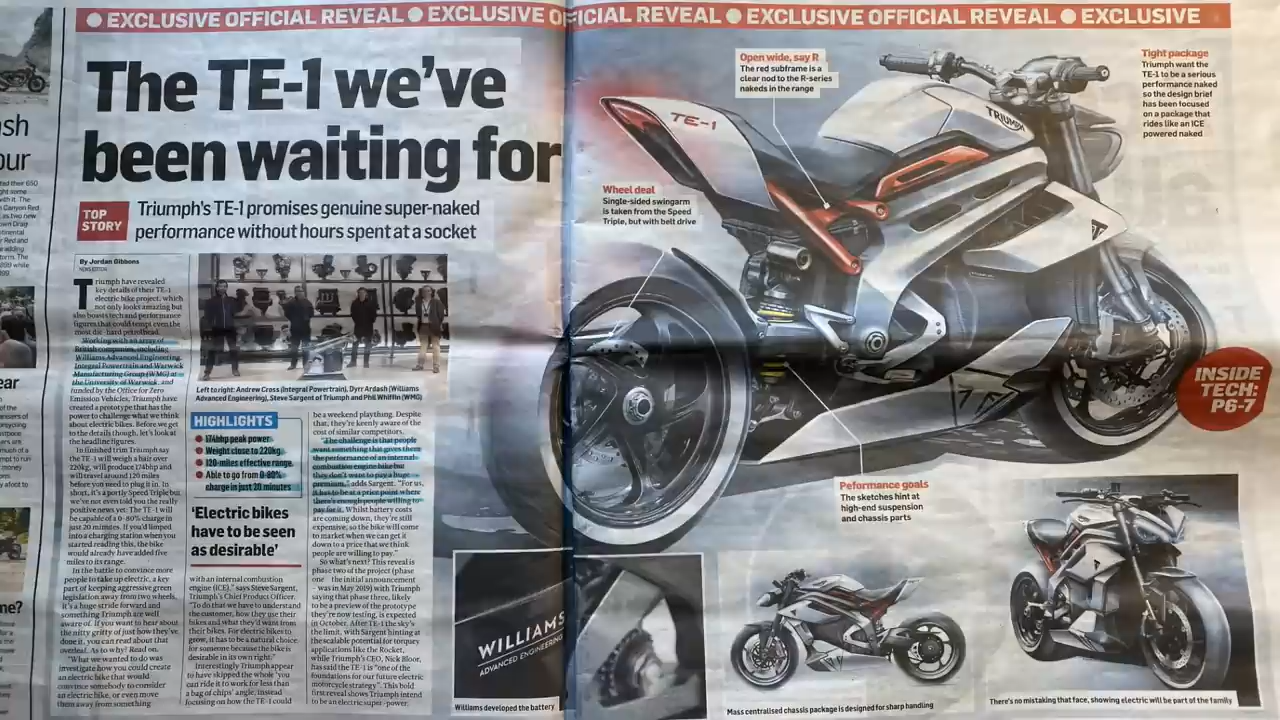 EXCLUSIVE OFFICIAL REVEAL ● EXCLUSIVE OFFICIAL REVEAL ● EXCLUSIVE OFFICIAL REVEAL ● EXCLUSIVE
The TE-1 we've
been waiting for
TOP
STORY
Triumph's TE-1 promises genuine super-naked
performance without hours spent at a socket
By Jordan Gibbons
NEWS EDITOR
Triumph have revealed
key details of their TE-1
electric bike project, which
not only looks amazing but
also boasts tech and performance
figures that could tempt even the
most die-hard petrolhead.
Working with an array of
British companies, including
Williams Advanced Engineering,
Integral Powertrain and Warwick
Manufacturing Group (WMG) at
the University of Warwick, and
funded by the Office for Zero
Emission Vehicles, Triumph have
created a prototype that has the
power to challenge what we think
about electric bikes. Before we get
to the details though, let's look at
the headline figures.
In finished trim Triumph say
the TE-1 will weigh a hair over
220kg, will produce 174bhp and
will travel around 120 miles
before you need to plug it in. In
short, it's a partly Speed Triple but
we've not even told you the really
positive news yet: The TE-1 will
be capable of a 0-80% charge in
just 20 minutes. If you'd limped
into a charging station when you
started reading this, the bike
would already have added five
miles to its range.
In the battle to convince more
people to take up electric, a key
part of keeping aggressive green
legislation away from two wheels,
it's a huge stride forward and
something Triumph are well
aware of. If you want to hear about
the nitty gritty of just how they've
done it, you can read about that
overleaf. As to why? Read on.
"What we wanted to do was
investigate how you could create
an electric bike that would
convince somebody to consider
an electric bike, or even move
them away from something
Left to right: Andrew Cross (Integral Powertrain), Dyrr Ardash (Williams
Advanced Engineering), Steve Sargent of Triumph and Phil Whiffin (WMG)
HIGHLIGHTS
● 174bhp peak power
● Weight close to 220kg
● 120-miles effective range
● Able to go from 0-80%
charge in just 20 minutes
'Electric bikes
have to be seen
as desirable'
with an internal combustion
engine (ICE)," says Steve Sargent,
Triumph's Chief Product Officer.
"To do that we have to understand
the customer, how they use their
bikes and what they'll want from
their bikes. For electric bikes to
grow, it has to be a natural choice
for someone because the bike is
desirable in its own right."
Interestingly Triumph appear
to have skipped the whole 'you
can ride it to work for less than
a bag of chips' angle, instead
focusing on how the TE-1 could
be a weekend plaything. Despite
that, they're keenly aware of the
cost of similar competitors.
"The challenge is that people
want something that gives them
the performance of an internal
combustion engine bike but
they don't want to pay a huge
premium," adds Sargent. "For us,
it has to be at a price point where
there's enough people willing to
pay for it. Whilst battery costs
are coming down, they're still
expensive, so the bike will come
to market when we can get it
down to a price that we think
people are willing to pay."
So what's next? This reveal is
phase two of the project (phase
one the initial announcement
was in May 2019) with Triumph
saying that phase three, likely
to be a preview of the prototype
they're now testing, is expected
in October. After TE-1 the sky's
the limit, with Sargent hinting at
the scalable potential for torquey
applications like the Rocket,
while Triumph's CEO, Nick Bloor,
has said the TE-1 is "one of the
foundations for our future electric
motorcycle strategy". This bold
first reveal shows Triumph intend
to be an electric super-power.
WILLIAMS
ADVANCED ENGINEERING
Williams developed the battery
Open wide, say R
The red subframe is a
clear nod to the R-series
nakeds in the range
Tight package
Triumph want the
TE-1 to be a serious
performance naked
so the design brief
has been focused
on a package that
rides like an ICE
powered naked
TE-1
TRIUMPH
Wheel deal
Single-sided swingarm
is taken from the Speed
Triple, but with belt drive
INSIDE
TECH:
P6-7
Peformance goals
The sketches hint at
high-end suspension
and chassis parts
Mass centralised chassis package is designed for sharp handling
There's no mistaking that face, showing electric will be part of the family